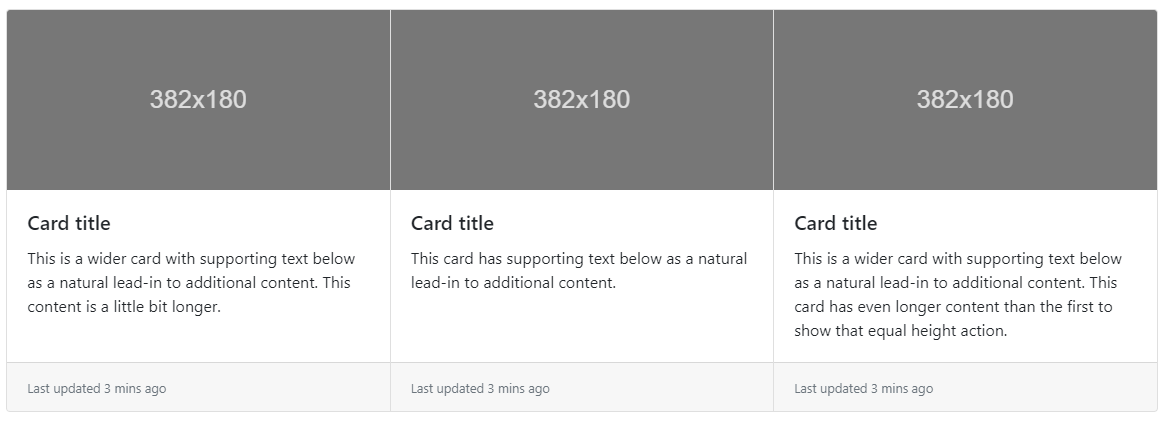 382x180
382x180
382x180
Card title
This is a wider card with supporting text below
as a natural lead-in to additional content. This
content is a little bit longer.
Last updated 3 mins ago
Card title
This card has supporting text below as a natural
lead-in to additional content.
Last updated 3 mins ago
Card title
This is a wider card with supporting text below
as a natural lead-in to additional content. This
card has even longer content than the first to
show that equal height action.
Last updated 3 mins ago